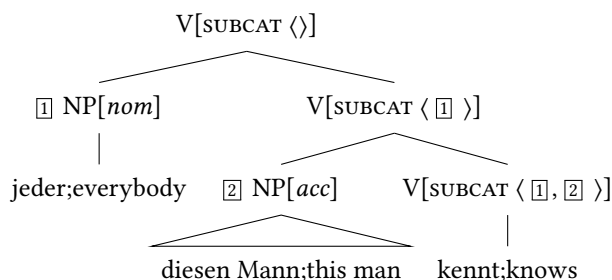 V[SUBCAT ⟨⟩]
[1] NP[nom] V[SUBCAT ⟨ [1] ⟩]
jeder;everybody [2] NP[acc] V[SUBCAT ⟨ [1], [2] ⟩]
diesen Mann;this man kennt;knows